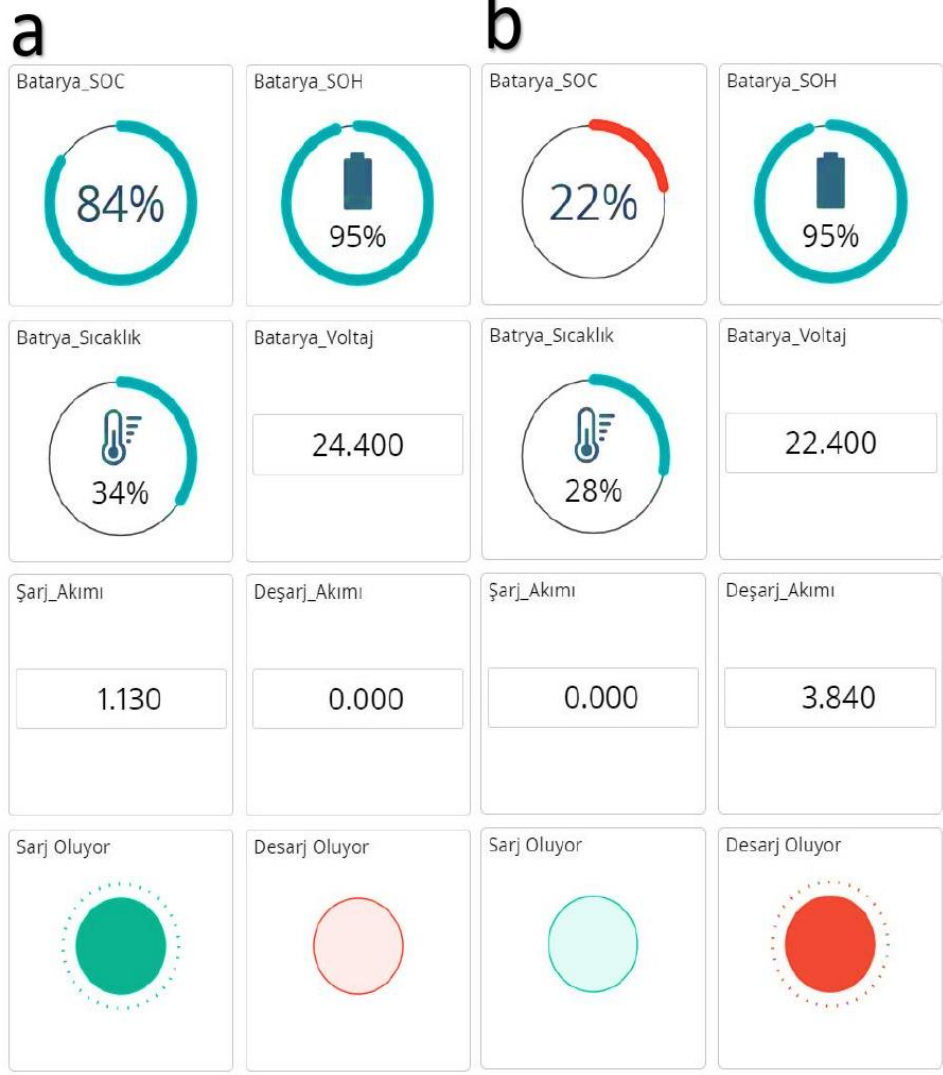 a
b
Batarya_SOC
Batarya_SOH
Batarya_SOC
Batarya_SOH
84%
95%
22%
95%
Batrya_Sıcaklık
Batarya_Voltaj
Batrya_Sıcaklık
Batarya_Voltaj
34%
24.400
28%
22.400
Şarj_Akımı
Deşarj_Akımı
Şarj_Akımı
Deşarj_Akımı
1.130
0.000
0.000
3.840
Sarj Oluyor
Desarj Oluyor
Sarj Oluyor
Desarj Oluyor